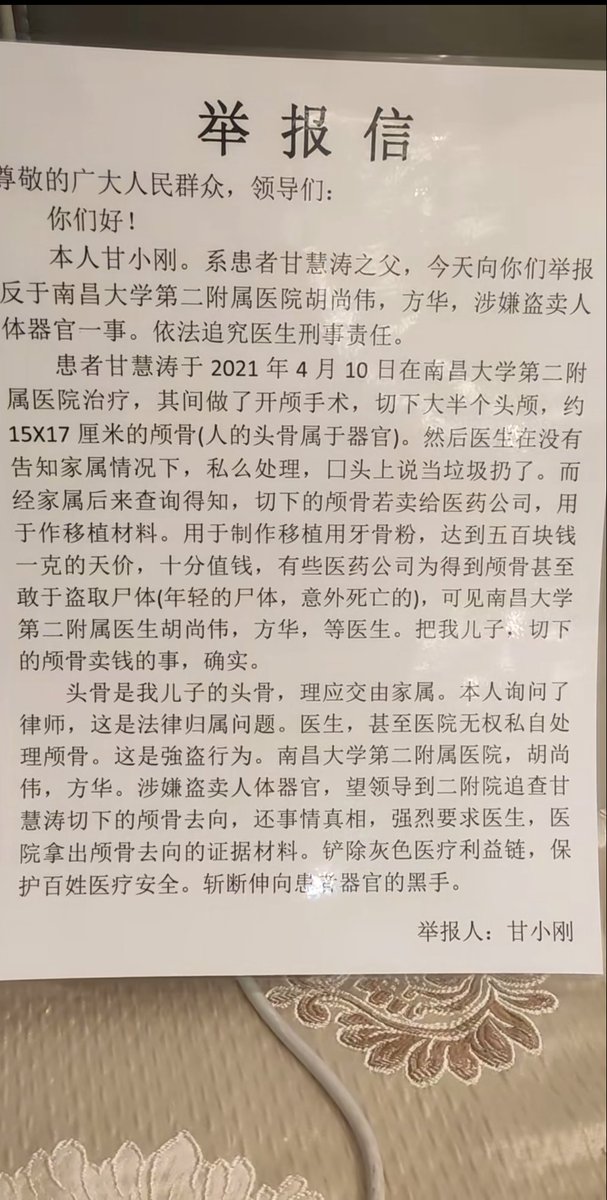 举报信
尊敬的广大人民群众，领导们：
你们好！
本人甘小刚。系患者甘慧涛之父，今天向你们举报
反于南昌大学第二附属医院胡尚伟，方华，涉嫌盗卖人
体器官一事。依法追究医生刑事责任。
患者甘慧涛于 2021 年 4 月 10 日在南昌大学第二附
属医院治疗，其间做了开颅手术，切下大半个头颅，约
15X17 厘米的颅骨(人的头骨属于器官)。然后医生在没有
告知家属情况下，私么处理，口头上说当垃圾扔了。而
经家属后来查询得知，切下的颅骨若卖给医药公司，用
于作移植材料。用于制作移植用牙骨粉，达到五百块钱
一克的天价，十分值钱，有些医药公司为得到颅骨甚至
敢于盗取尸体(年轻的尸体，意外死亡的)，可见南昌大学
第二附属医生胡尚伟，方华，等医生。把我儿子，切下
的颅骨卖钱的事，确实。
头骨是我儿子的头骨，理应交由家属。本人询问了
律师，这是法律归属问题。医生，甚至医院无权私自处
理颅骨。这是強盗行为。南昌大学第二附属医院，胡尚
伟，方华。涉嫌盗卖人体器官，望领导到二附院追查甘
慧涛切下的颅骨去向，还事情真相，强烈要求医生，医
院拿出颅骨去向的证据材料。铲除灰色医疗利益链，保
护百姓医疗安全。斩断伸向患者器官的黑手。
举报人：甘小刚